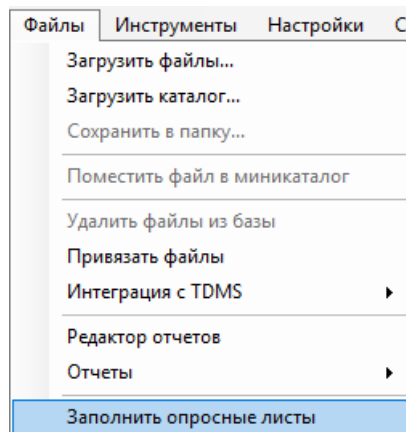 Файлы Инструменты Настройки С
Загрузить файлы...
Загрузить каталог...
Сохранить в папку...
Поместить файл в миникаталог
Удалить файлы из базы
Привязать файлы
Интеграция с TDMS
Редактор отчетов
Отчеты
Заполнить опросные листы